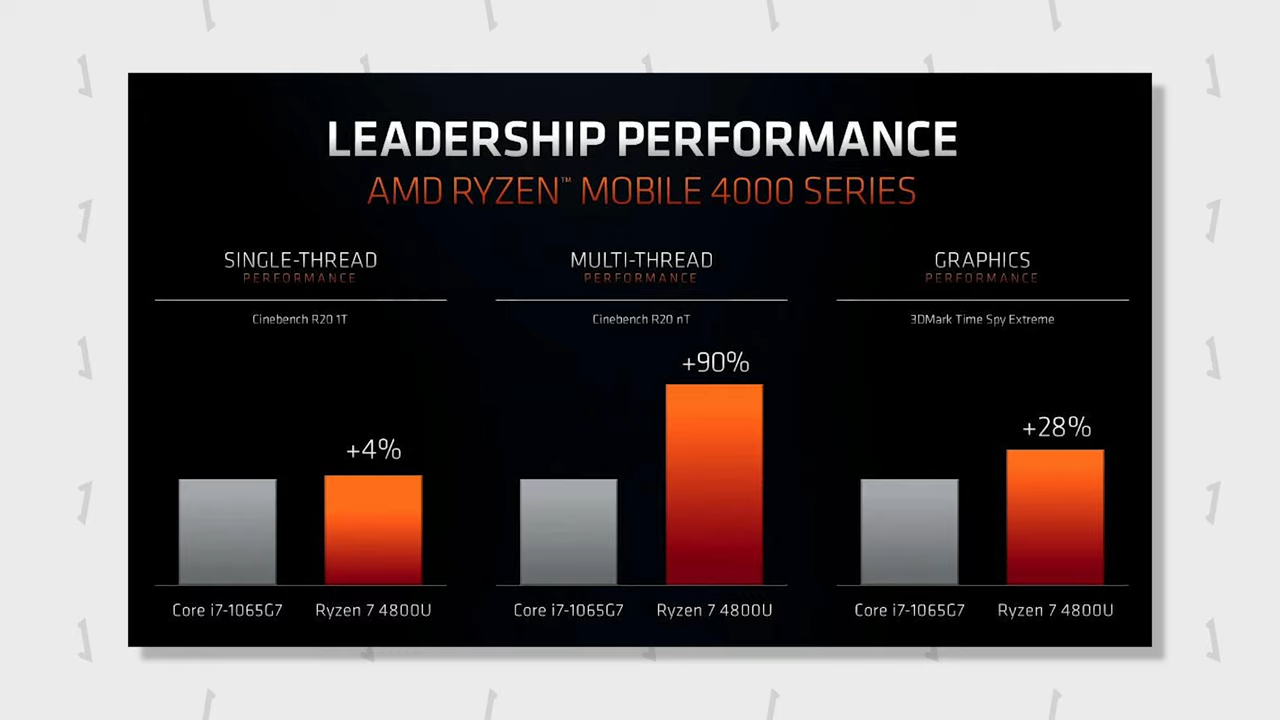 LEADERSHIP PERFORMANCE
AMD RYZEN™ MOBILE 4000 SERIES
SINGLE-THREAD
PERFORMANCE
Cinebench R20 1T
+4%
Core i7-1065G7 Ryzen 7 4800U
MULTI-THREAD
PERFORMANCE
Cinebench R20 nT
+90%
Core i7-1065G7 Ryzen 7 4800U
GRAPHICS
PERFORMANCE
3DMark Time Spy Extreme
+28%
Core i7-1065G7 Ryzen 7 4800U